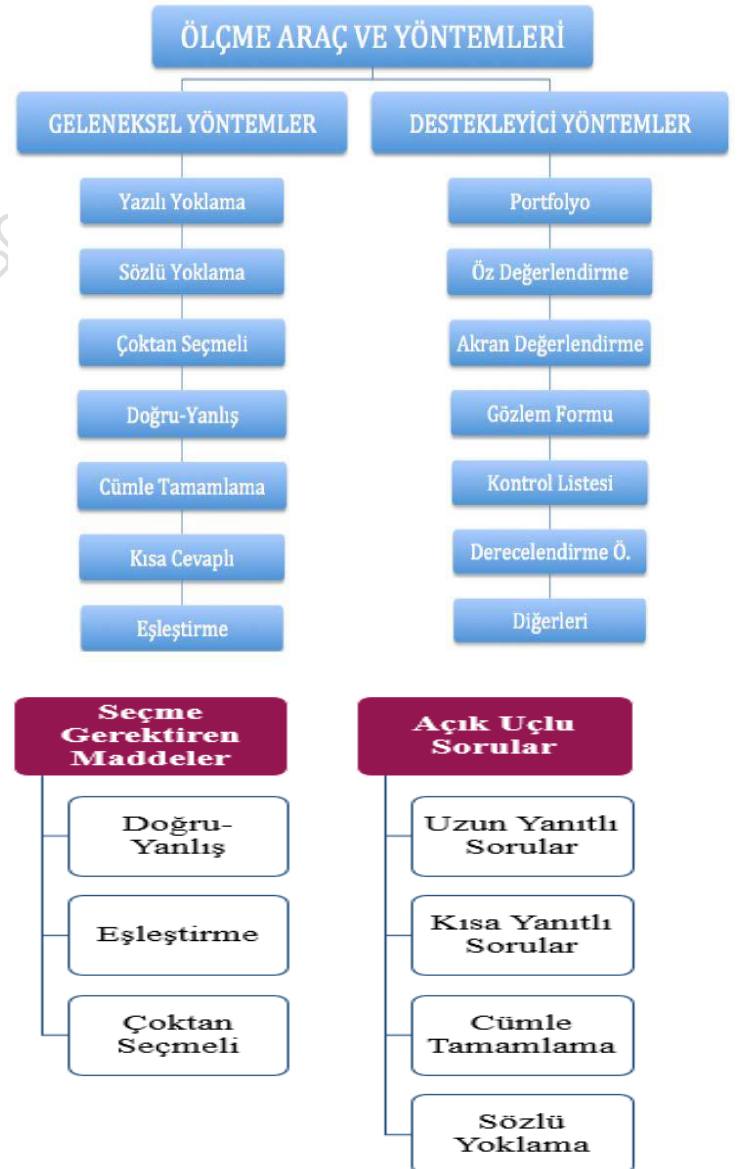 ÖLÇME ARAÇ VE YÖNTEMLERİ
GELENEKSEL YÖNTEMLER
Yazılı Yoklama
Sözlü Yoklama
Çoktan Seçmeli
Doğru-Yanlış
Cümle Tamamlama
Kısa Cevaplı
Eşleştirme
DESTEKLEYİCİ YÖNTEMLER
Portfolyo
Öz Değerlendirme
Akran Değerlendirme
Gözlem Formu
Kontrol Listesi
Derecelendirme Ö.
Diğerleri
Seçme
Gerektiren
Maddeler
Doğru-
Yanlış
Eşleştirme
Çoktan
Seçmeli
Açık Uçlu
Sorular
Uzun Yanıtlı
Sorular
Kısa Yanıtlı
Sorular
Cümle
Tamamlama
Sözlü
Yoklama